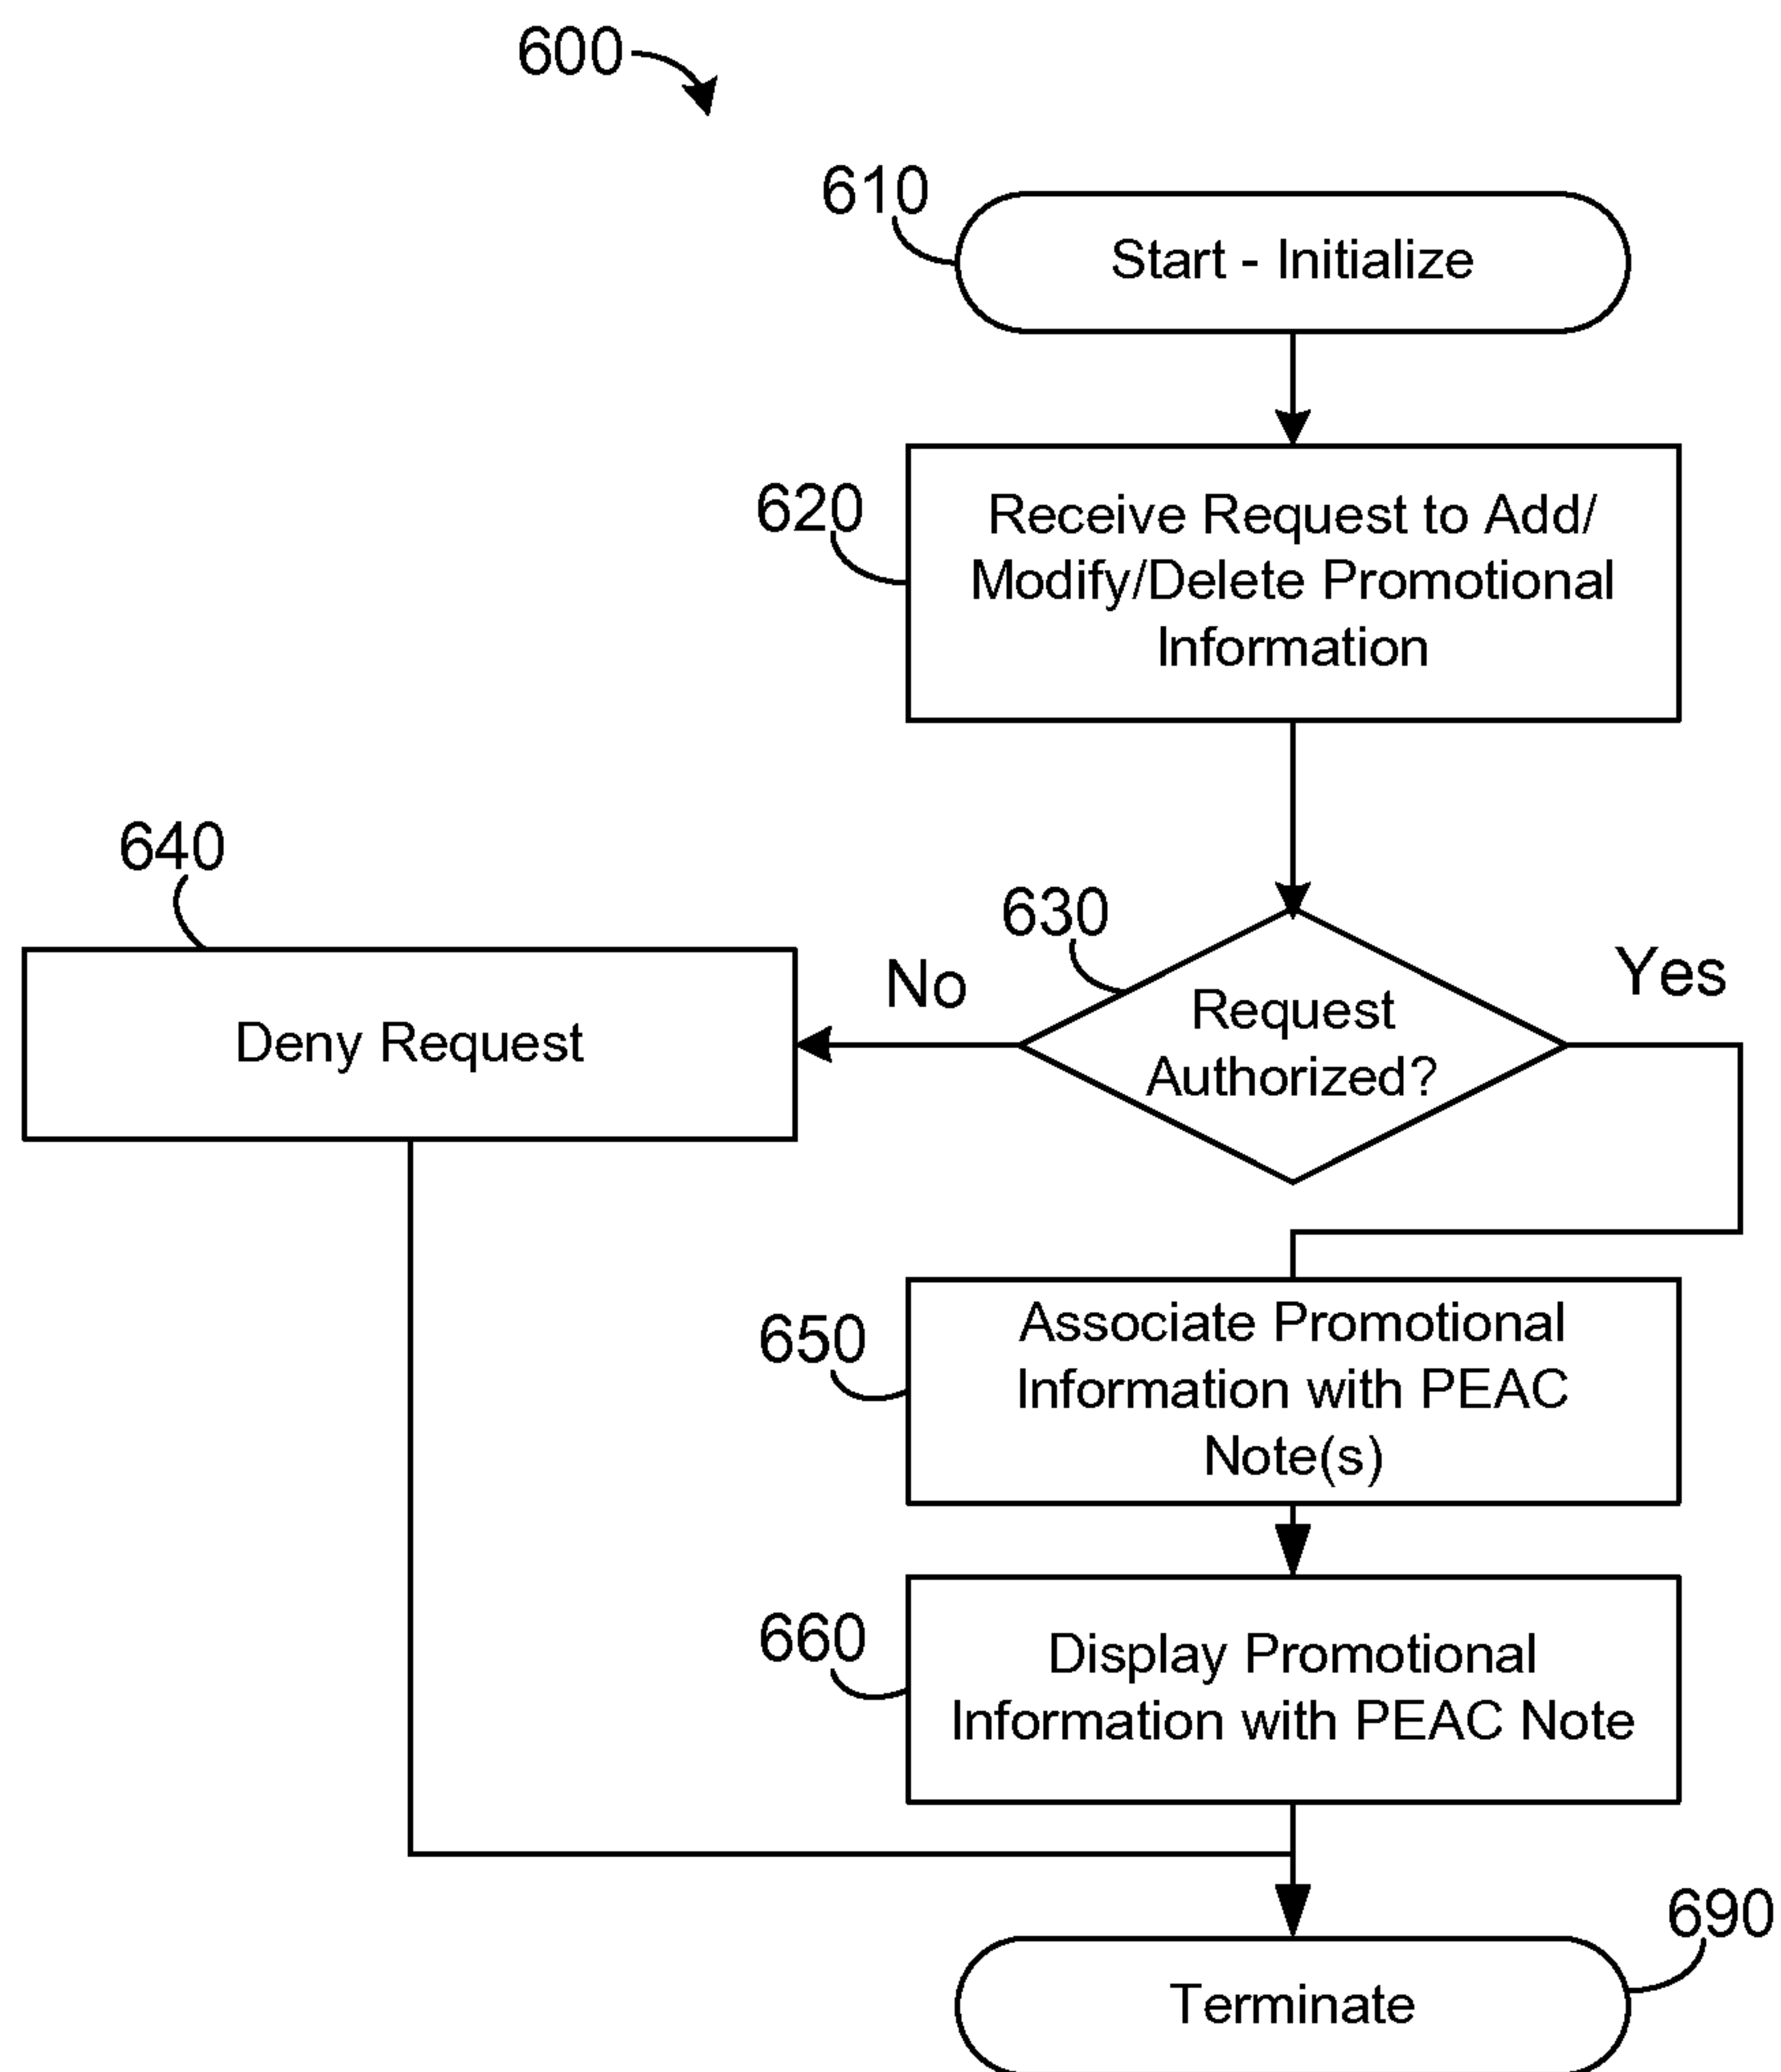 600
610
Start - Initialize
620
Receive Request to Add/
Modify/Delete Promotional
Information
640
630
No
Yes
Deny Request
Request
Authorized?
650
Associate Promotional
Information with PEAC
Note(s)
660
Display Promotional
Information with PEAC Note
690
Terminate